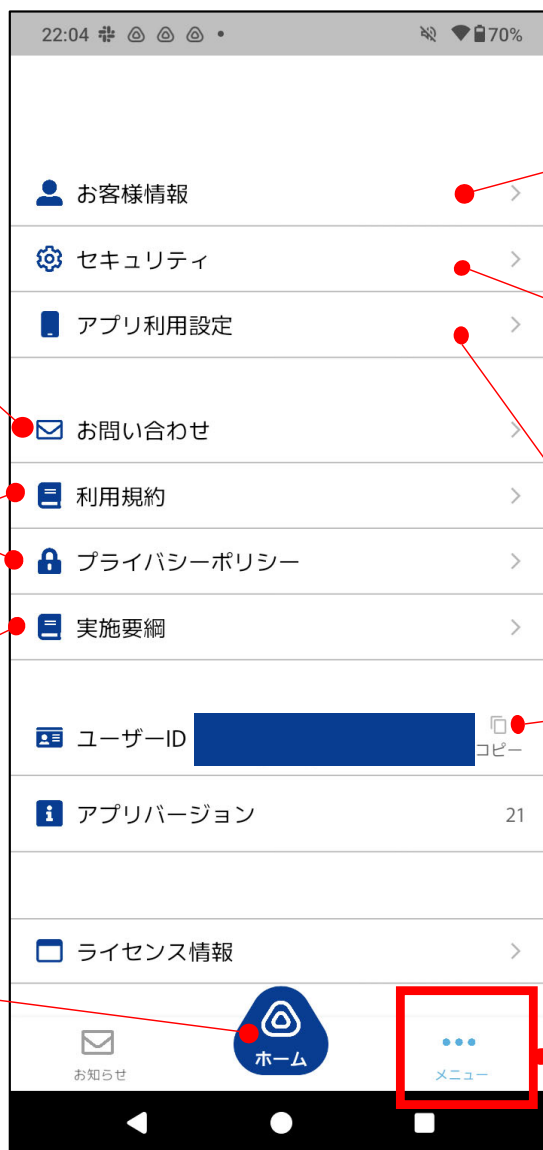 22:04
70%
お客様情報
セキュリティ
アプリ利用設定
お問い合わせ
利用規約
プライバシーポリシー
実施要綱
ユーザーID
コピー
アプリバージョン
21
ライセンス情報
お知らせ
ホーム
メニュー